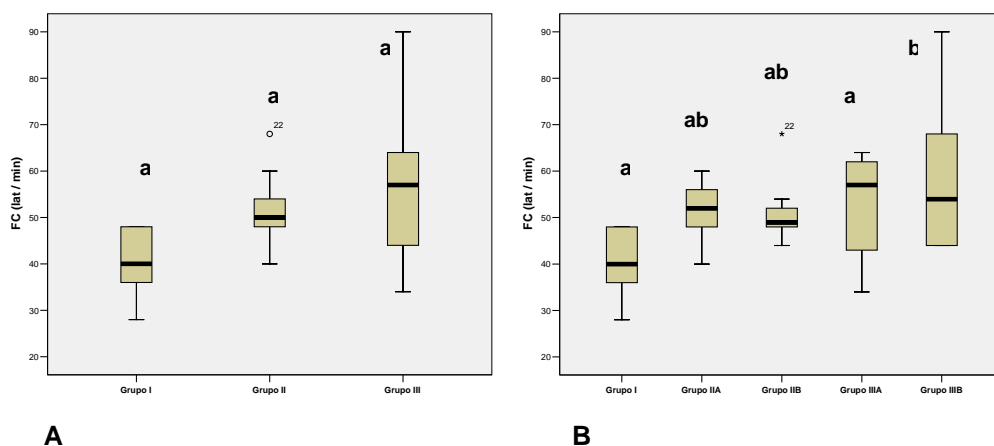 FC (lat / min)
90
80
70
60
50
40
30
20
a
a
a
22
Grupo I
Grupo II
Grupo III
A
FC (lat / min)
90
80
70
60
50
40
30
20
a
ab
ab
a
b
22
Grupo I
Grupo IIA
Grupo IIB
Grupo IIIA
Grupo IIIB
B